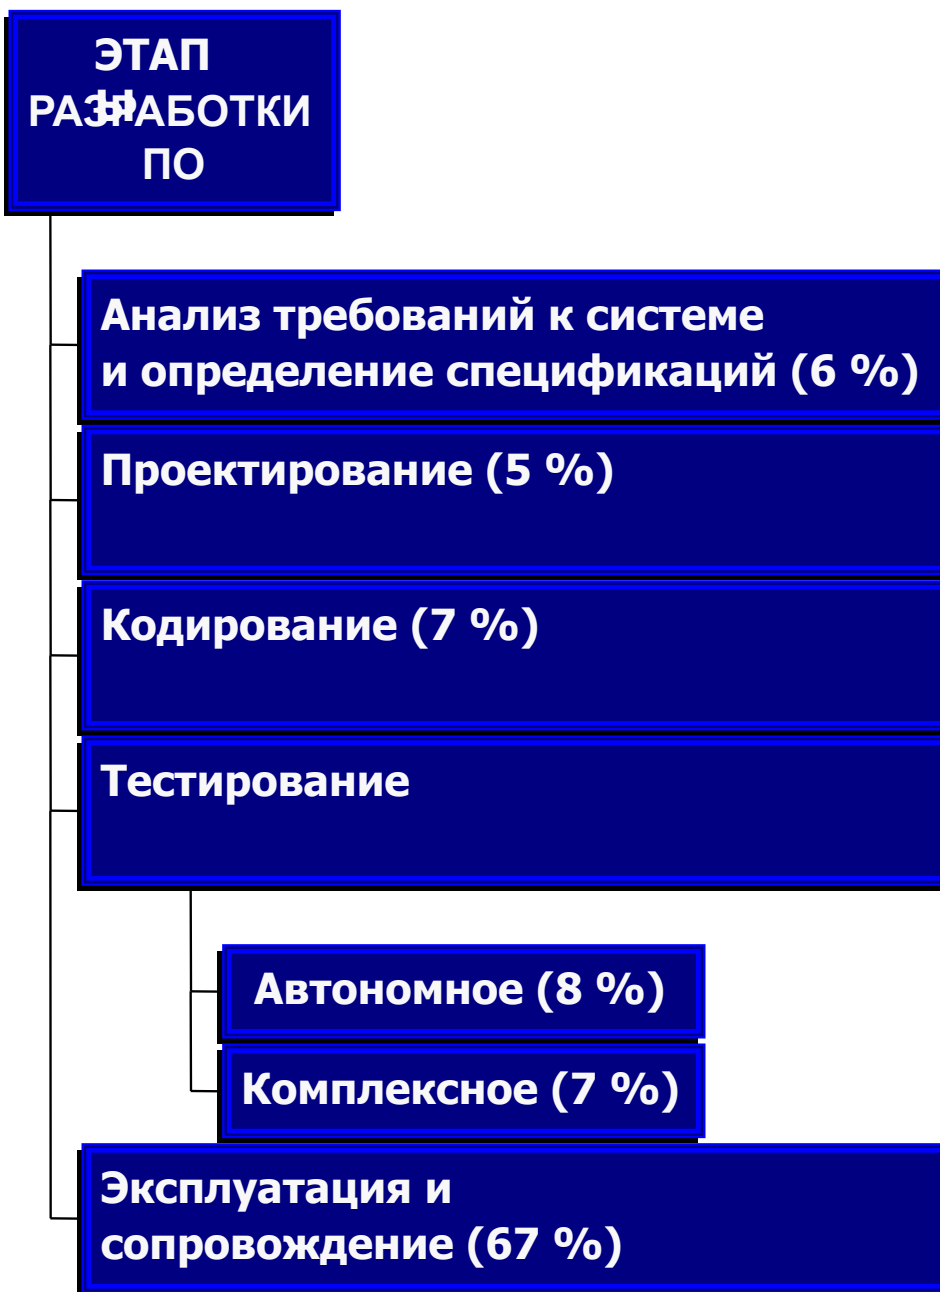 ЭТАП
Ы
РАЗРАБОТКИ
ПО
Анализ требований к системе
и определение спецификаций (6 %)
Проектирование (5 %)
Кодирование (7 %)
Тестирование
Автономное (8 %)
Комплексное (7 %)
Эксплуатация и
сопровождение (67 %)